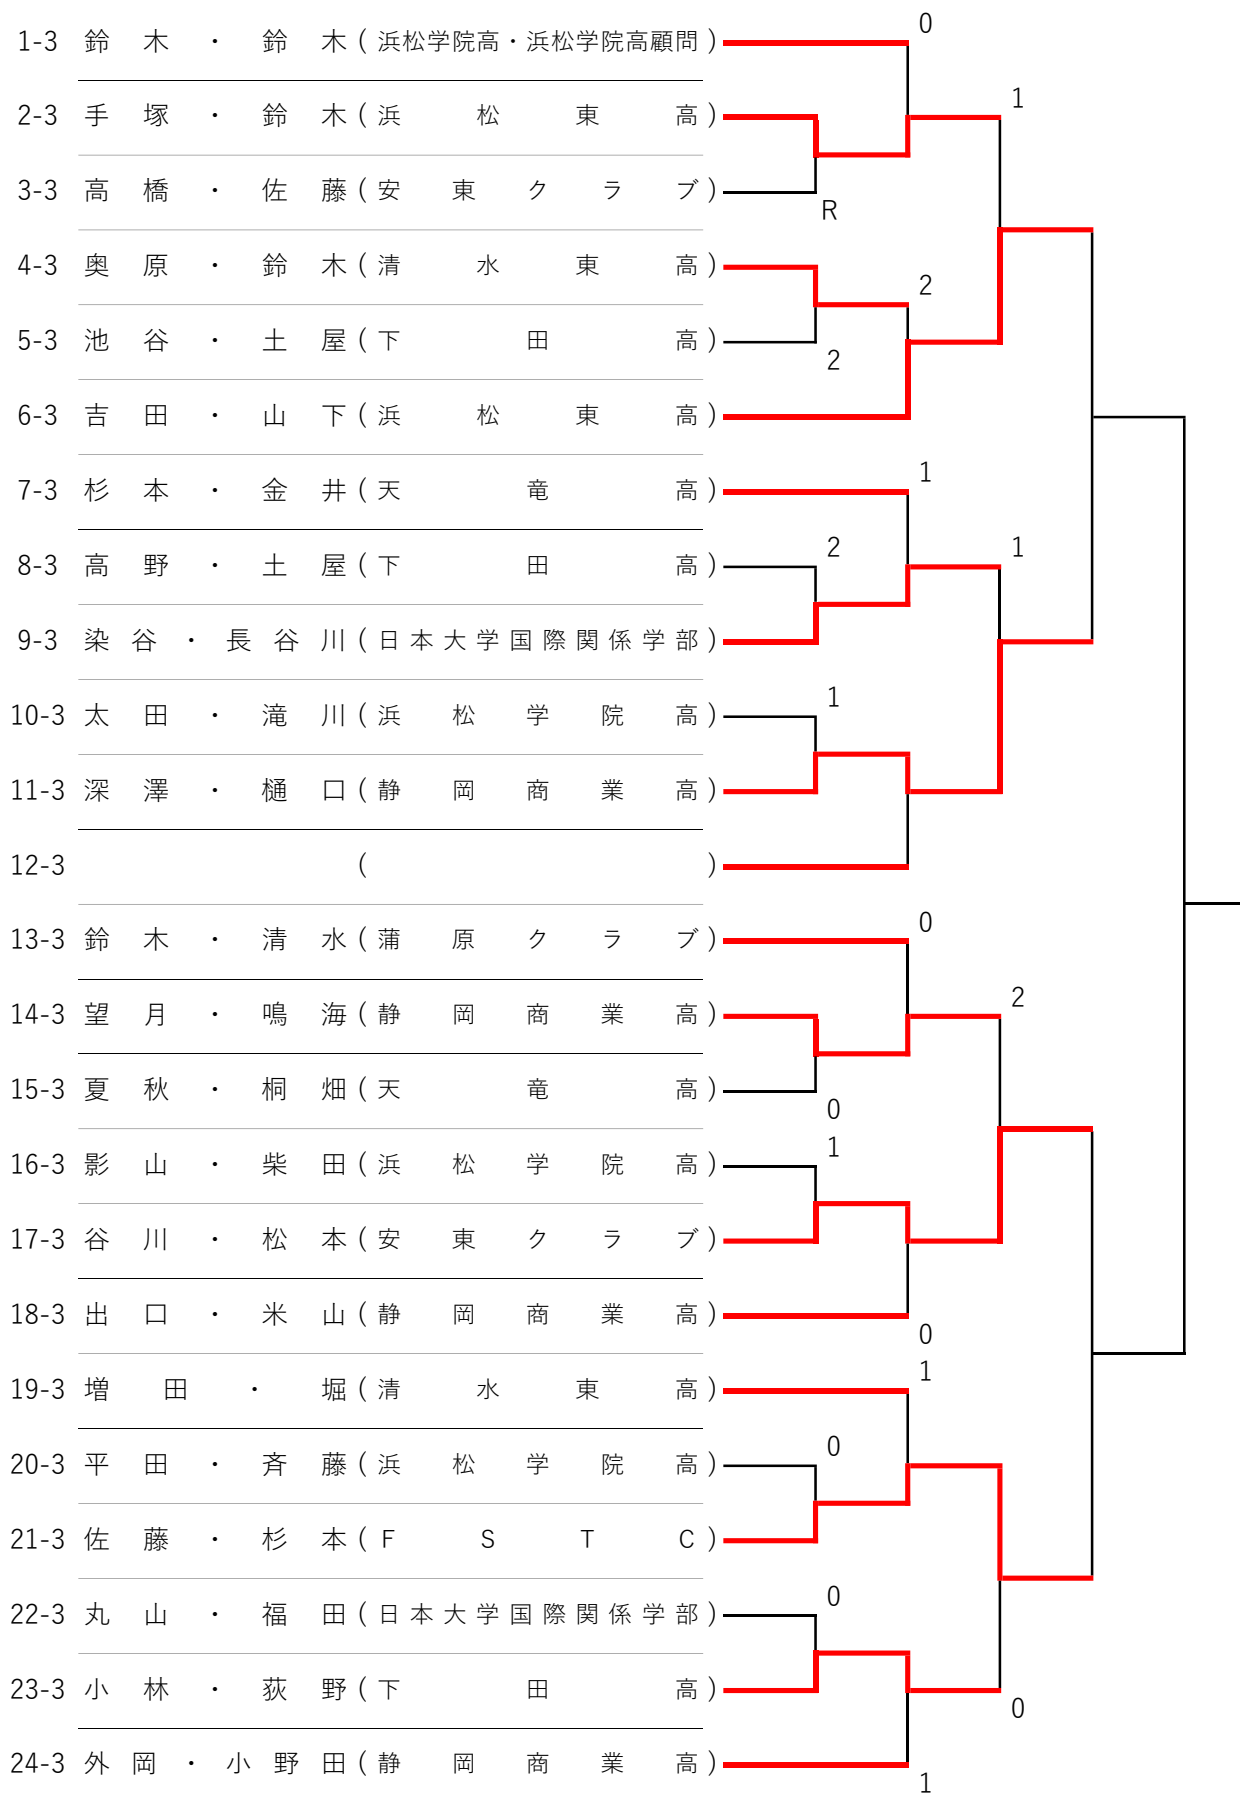 1-3 鈴木・鈴木(浜松学院高・浜松学院高顧問) 0
1
2-3 手塚・鈴木(浜松東高)
3-3 高橋・佐藤(安東クラブ)
R
4-3 奥原・鈴木(清水東高)
2
5-3 池谷・土屋(下田高)
2
6-3 吉田・山下(浜松東高)
1
7-3 杉本・金井(天竜高)
2 1
8-3 高野・土屋(下田高)
9-3 染谷・長谷川(日本大学国際関係学部)
1
10-3 太田・滝川(浜松学院高)
11-3 深澤・樋口(静岡商業高)
12-3 ( )
0
13-3 鈴木・清水(蒲原クラブ)
2
14-3 望月・鳴海(静岡商業高)
15-3 夏秋・桐畑(天竜高)
0
1
16-3 影山・柴田(浜松学院高)
17-3 谷川・松本(安東クラブ)
18-3 出口・米山(静岡商業高)
0
1
19-3 増田・堀(清水東高)
0
20-3 平田・斉藤(浜松学院高)
21-3 佐藤・杉本(FSTC)
0
22-3 丸山・福田(日本大学国際関係学部)
23-3 小林・荻野(下田高)
0
24-3 外岡・小野田(静岡商業高)
1